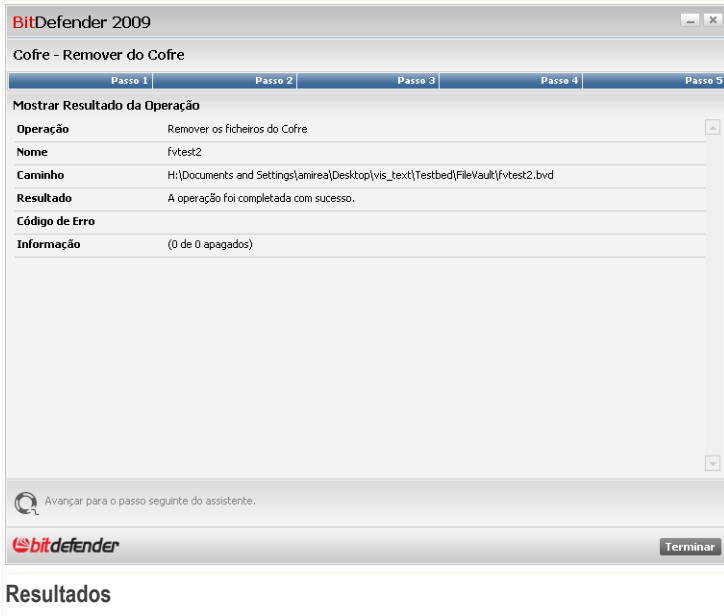 BitDefender 2009
Cofre - Remover do Cofre
Passo 1 Passo 2 Passo 3 Passo 4 Passo 5
Mostrar Resultado da Operação
Operação Remover os ficheiros do Cofre
Nome fvtest2
Caminho H:\Documents and Settings\amirea\Desktop\vis_text\Testbed\FileVault\fvtest2.bvd
Resultado A operação foi completada com sucesso.
Código de Erro
Informação (0 de 0 apagados)
Avançar para o passo seguinte do assistente.
bitdefender
Terminar
Resultados